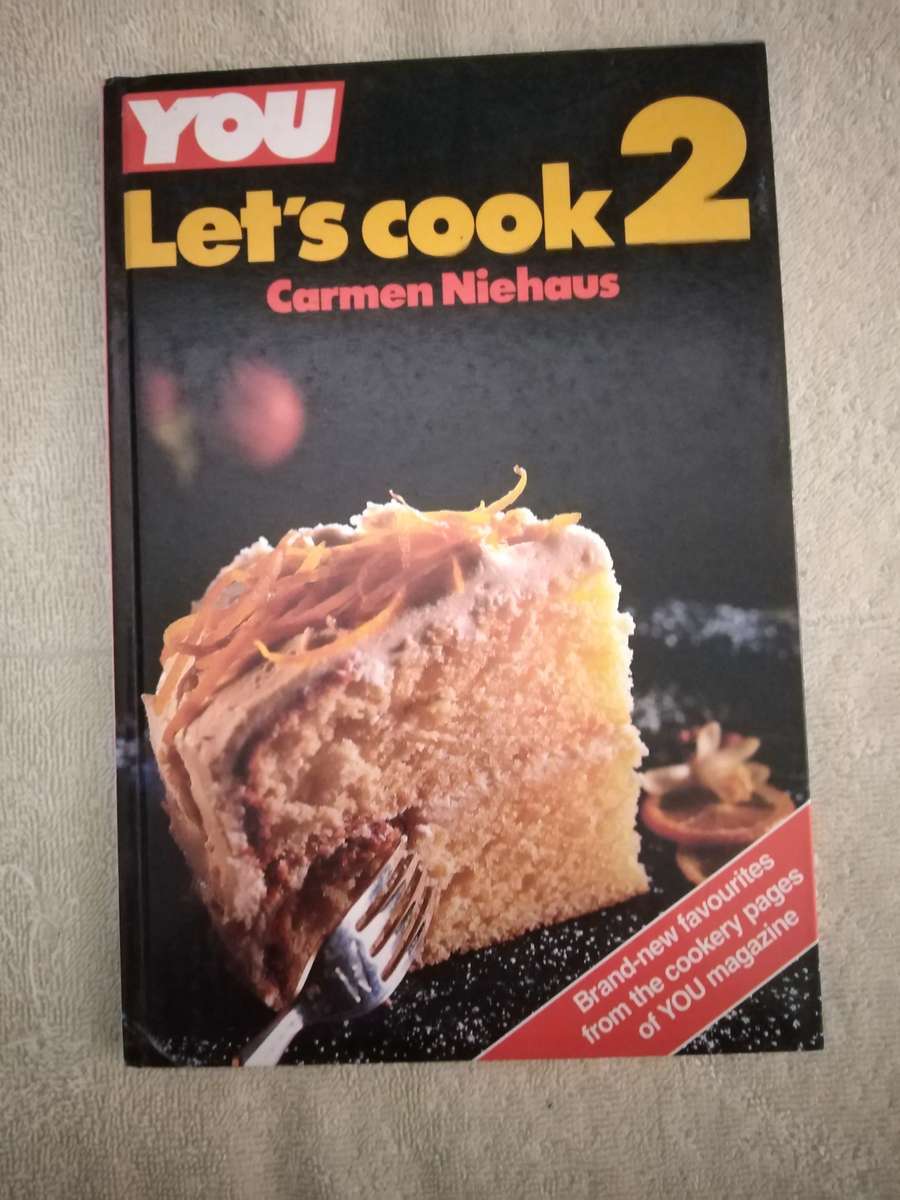 YOU
Let's cook 2
Carmen Niehaus
Brand-new favourites
from the cookery pages
of YOU magazine